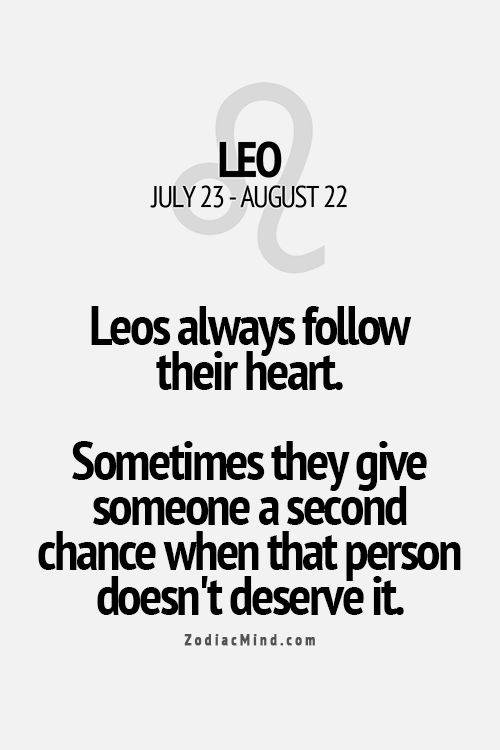 LEO
JULY 23 - AUGUST 22
Leos always follow
their heart.
Sometimes they give
someone a second
chance when that person
doesn't deserve it.
ZodiacMind.com